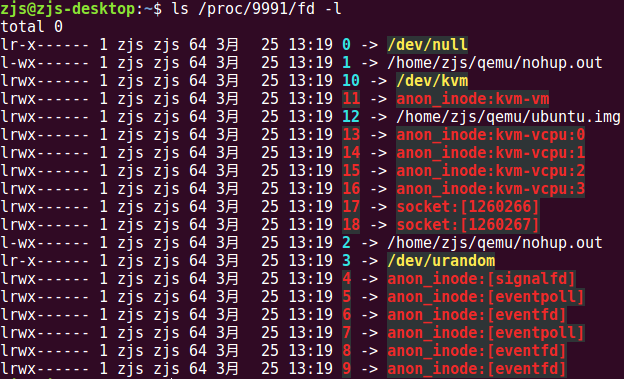 zjs@zjs-desktop:~$ ls /proc/9991/fd -l
total 0
lr-x------ 1 zjs zjs 64 3月  25 13:19 0 -> /dev/null
l-wx------ 1 zjs zjs 64 3月  25 13:19 1 -> /home/zjs/qemu/nohup.out
lrwx------ 1 zjs zjs 64 3月  25 13:19 10 -> /dev/kvm
lrwx------ 1 zjs zjs 64 3月  25 13:19 11 -> anon_inode:kvm-vm
lrwx------ 1 zjs zjs 64 3月  25 13:19 12 -> /home/zjs/qemu/ubuntu.img
lrwx------ 1 zjs zjs 64 3月  25 13:19 13 -> anon_inode:kvm-vcpu:0
lrwx------ 1 zjs zjs 64 3月  25 13:19 14 -> anon_inode:kvm-vcpu:1
lrwx------ 1 zjs zjs 64 3月  25 13:19 15 -> anon_inode:kvm-vcpu:2
lrwx------ 1 zjs zjs 64 3月  25 13:19 16 -> anon_inode:kvm-vcpu:3
lrwx------ 1 zjs zjs 64 3月  25 13:19 17 -> socket:[1260266]
lrwx------ 1 zjs zjs 64 3月  25 13:19 18 -> socket:[1260267]
l-wx------ 1 zjs zjs 64 3月  25 13:19 2 -> /home/zjs/qemu/nohup.out
lr-x------ 1 zjs zjs 64 3月  25 13:19 3 -> /dev/urandom
lrwx------ 1 zjs zjs 64 3月  25 13:19 4 -> anon_inode:[signalfd]
lrwx------ 1 zjs zjs 64 3月  25 13:19 5 -> anon_inode:[eventpoll]
lrwx------ 1 zjs zjs 64 3月  25 13:19 6 -> anon_inode:[eventfd]
lrwx------ 1 zjs zjs 64 3月  25 13:19 7 -> anon_inode:[eventpoll]
lrwx------ 1 zjs zjs 64 3月  25 13:19 8 -> anon_inode:[eventfd]
lrwx------ 1 zjs zjs 64 3月  25 13:19 9 -> anon_inode:[eventfd]